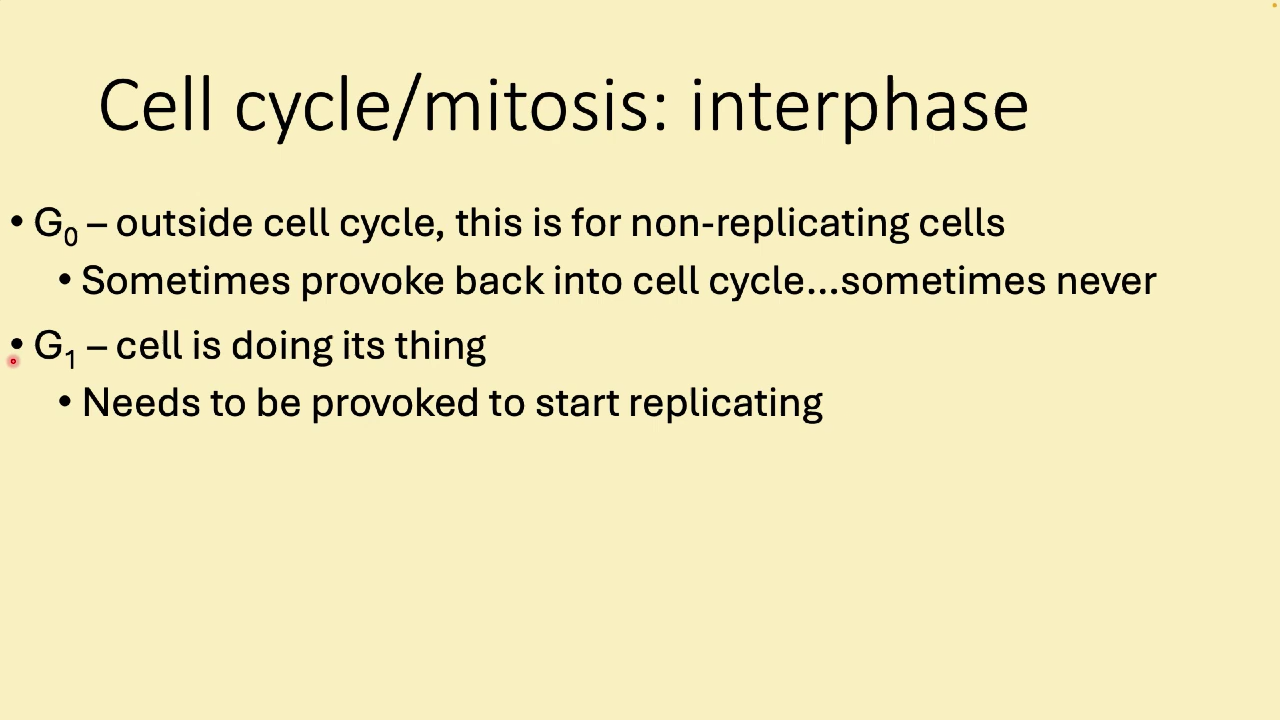 Cell cycle/mitosis: interphase
• G₀ – outside cell cycle, this is for non-replicating cells
• Sometimes provoke back into cell cycle...sometimes never
• G₁ – cell is doing its thing
• Needs to be provoked to start replicating